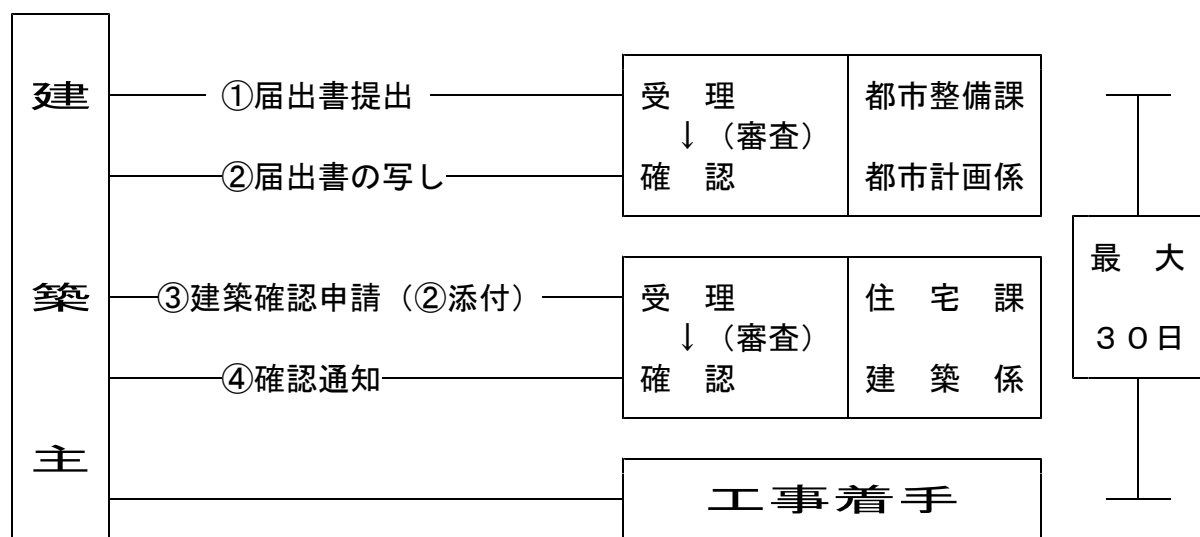 建築主
①届出書提出
受　理
都市整備課
↓（審査）
②届出書の写し
確　認
都市計画係
③建築確認申請（②添付）
受　理
住　宅　課
↓（審査）
④確認通知
確　認
建　築　係
最　大
３０日
工事着手